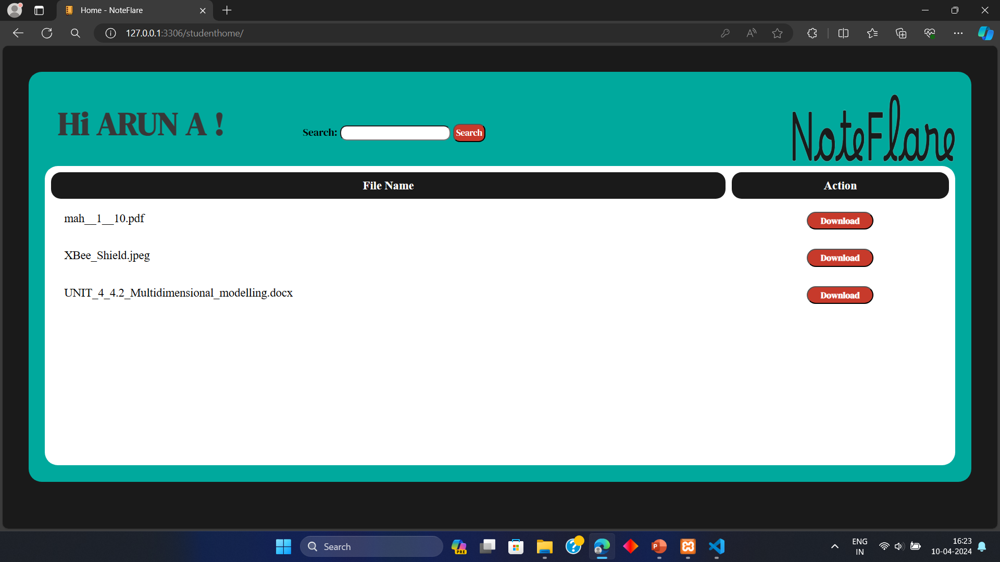 Home - NoteFlare
127.0.0.1:3306/studenthome/
Hi ARUN A !
Search:
Search
NoteFlare
File Name
Action
mah__1__10.pdf
Download
XBee_Shield.jpeg
Download
UNIT_4_4.2_Multidimensional_modelling.docx
Download
Search
PRE
ENG
IN
16:23
10-04-2024